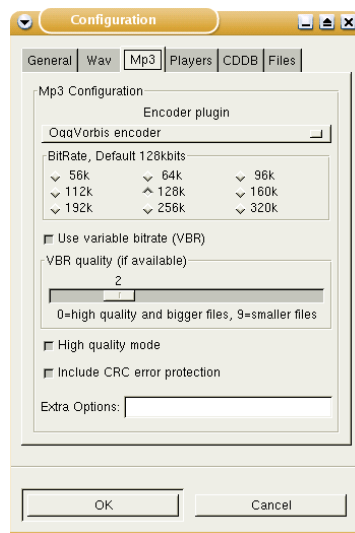 Configuration
General Wav Mp3 Players CDDB Files
Mp3 Configuration
Encoder plugin
OggVorbis encoder
BitRate, Default 128kbits
56k 64k 96k
112k 128k 160k
192k 256k 320k
Use variable bitrate (VBR)
VBR quality (if available)
2
0=high quality and bigger files, 9=smaller files
High quality mode
Include CRC error protection
Extra Options:
OK Cancel